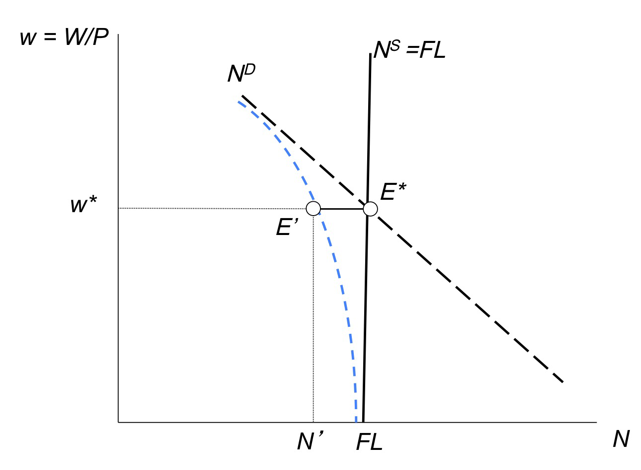 w = W/P
N^S =FL
N^D
E*
w*
E’
N’
FL
N